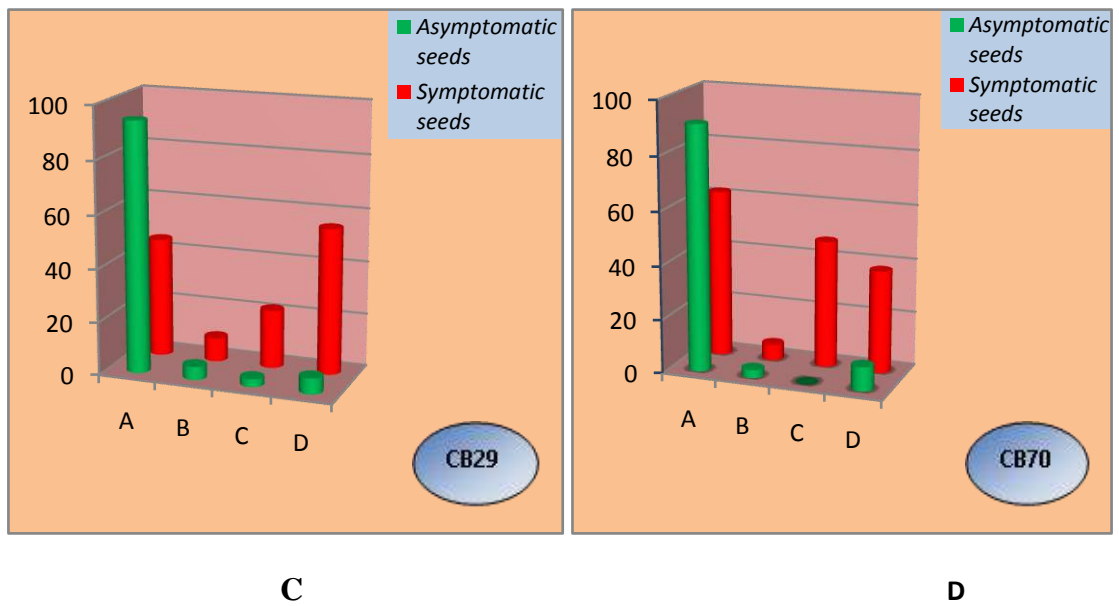 Asymptomatic
seeds
Symptomatic
seeds
100
80
60
40
20
0
A B C D
CB29
Asymptomatic
seeds
Symptomatic
seeds
100
80
60
40
20
0
A B C D
CB70
C
D